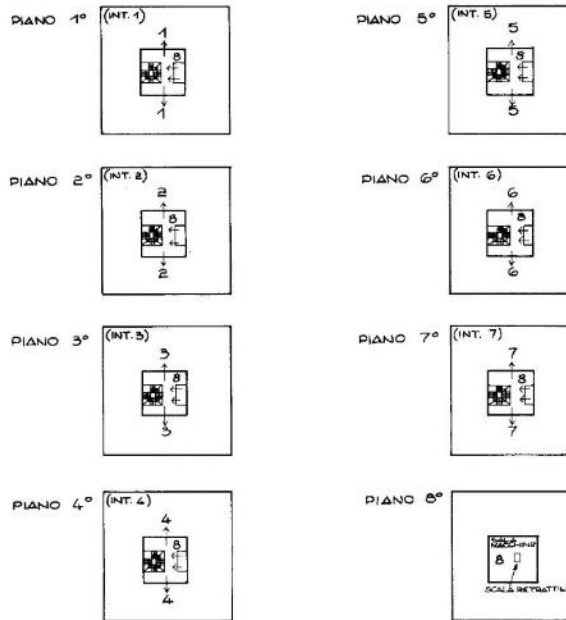 PIANO 1° (INT. 1)
1
8
1
PIANO 2° (INT. 2)
2
8
2
PIANO 3° (INT. 3)
3
8
3
PIANO 4° (INT. 4)
4
8
4
PIANO 5° (INT. 5)
5
8
5
PIANO 6° (INT. 6)
6
8
6
PIANO 7° (INT. 7)
7
8
7
PIANO 8°
SALA
8
SCALA RETRATTIL